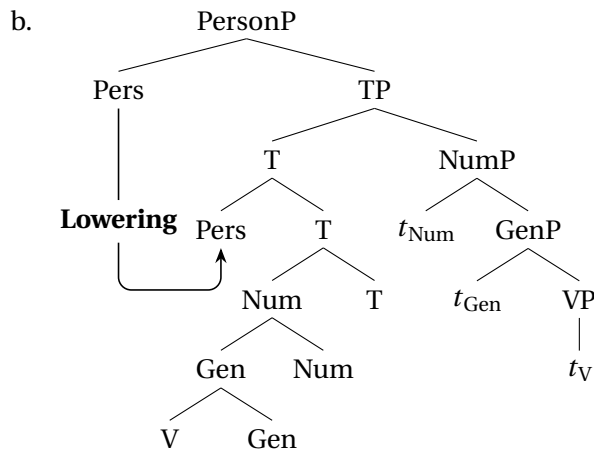 b.
PersonP
Pers TP
T NumP
Lowering Pers T t_Num GenP
Num T t_Gen VP
Gen Num t_V
V Gen